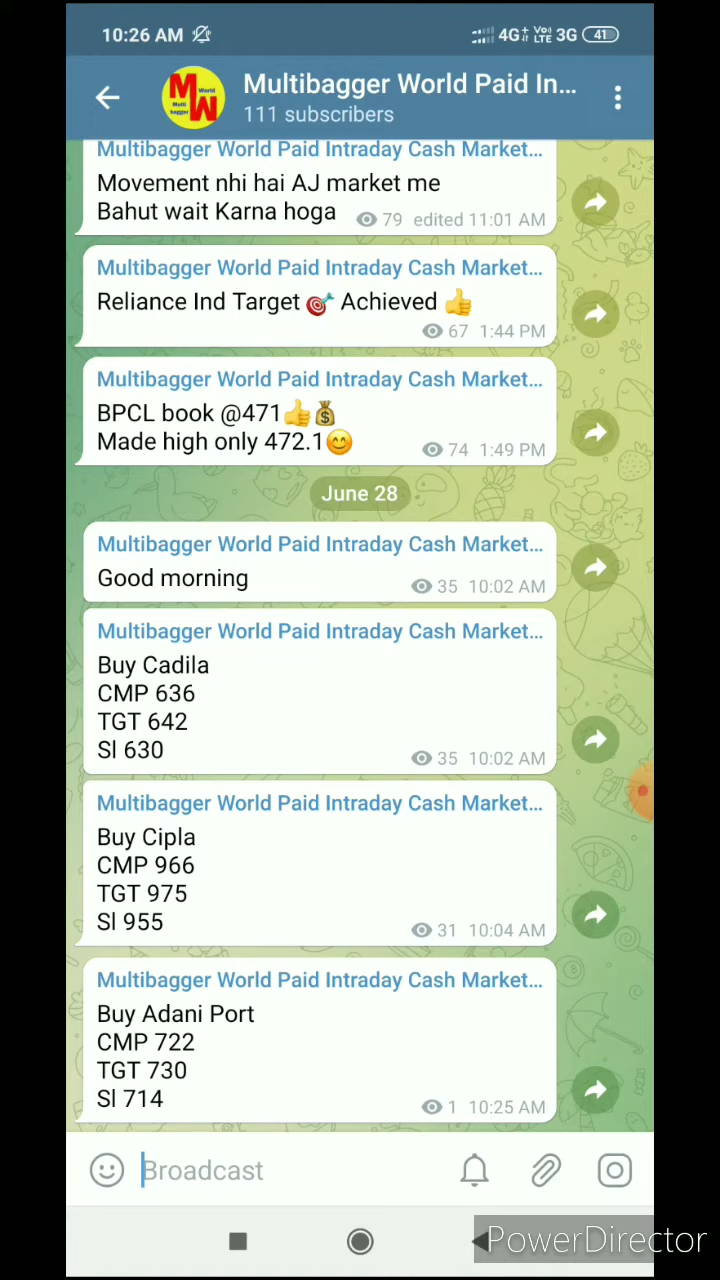 10:26 AM
4G+ Vo) LTE 3G 41
M World
Multi bagger W
Multibagger World Paid In...
111 subscribers
Multibagger World Paid Intraday Cash Market...
Movement nhi hai AJ market me
Bahut wait Karna hoga 79 edited 11:01 AM
Multibagger World Paid Intraday Cash Market...
Reliance Ind Target 🎯 Achieved 👍
67 1:44 PM
Multibagger World Paid Intraday Cash Market...
BPCL book @471👍💰
Made high only 472.1😊 74 1:49 PM
June 28
Multibagger World Paid Intraday Cash Market...
Good morning 35 10:02 AM
Multibagger World Paid Intraday Cash Market...
Buy Cadila
CMP 636
TGT 642
Sl 630 35 10:02 AM
Multibagger World Paid Intraday Cash Market...
Buy Cipla
CMP 966
TGT 975
Sl 955 31 10:04 AM
Multibagger World Paid Intraday Cash Market...
Buy Adani Port
CMP 722
TGT 730
Sl 714 1 10:25 AM
Broadcast
PowerDirector